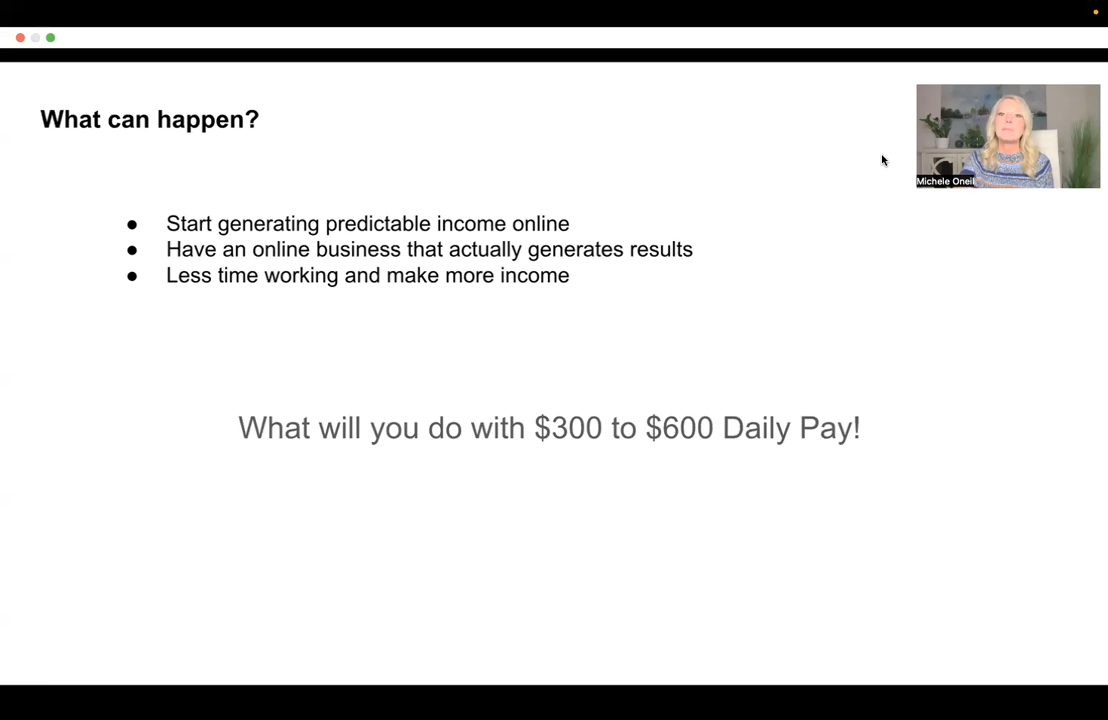 What can happen?
Michele Oneil
● Start generating predictable income online
● Have an online business that actually generates results
● Less time working and make more income
What will you do with $300 to $600 Daily Pay!